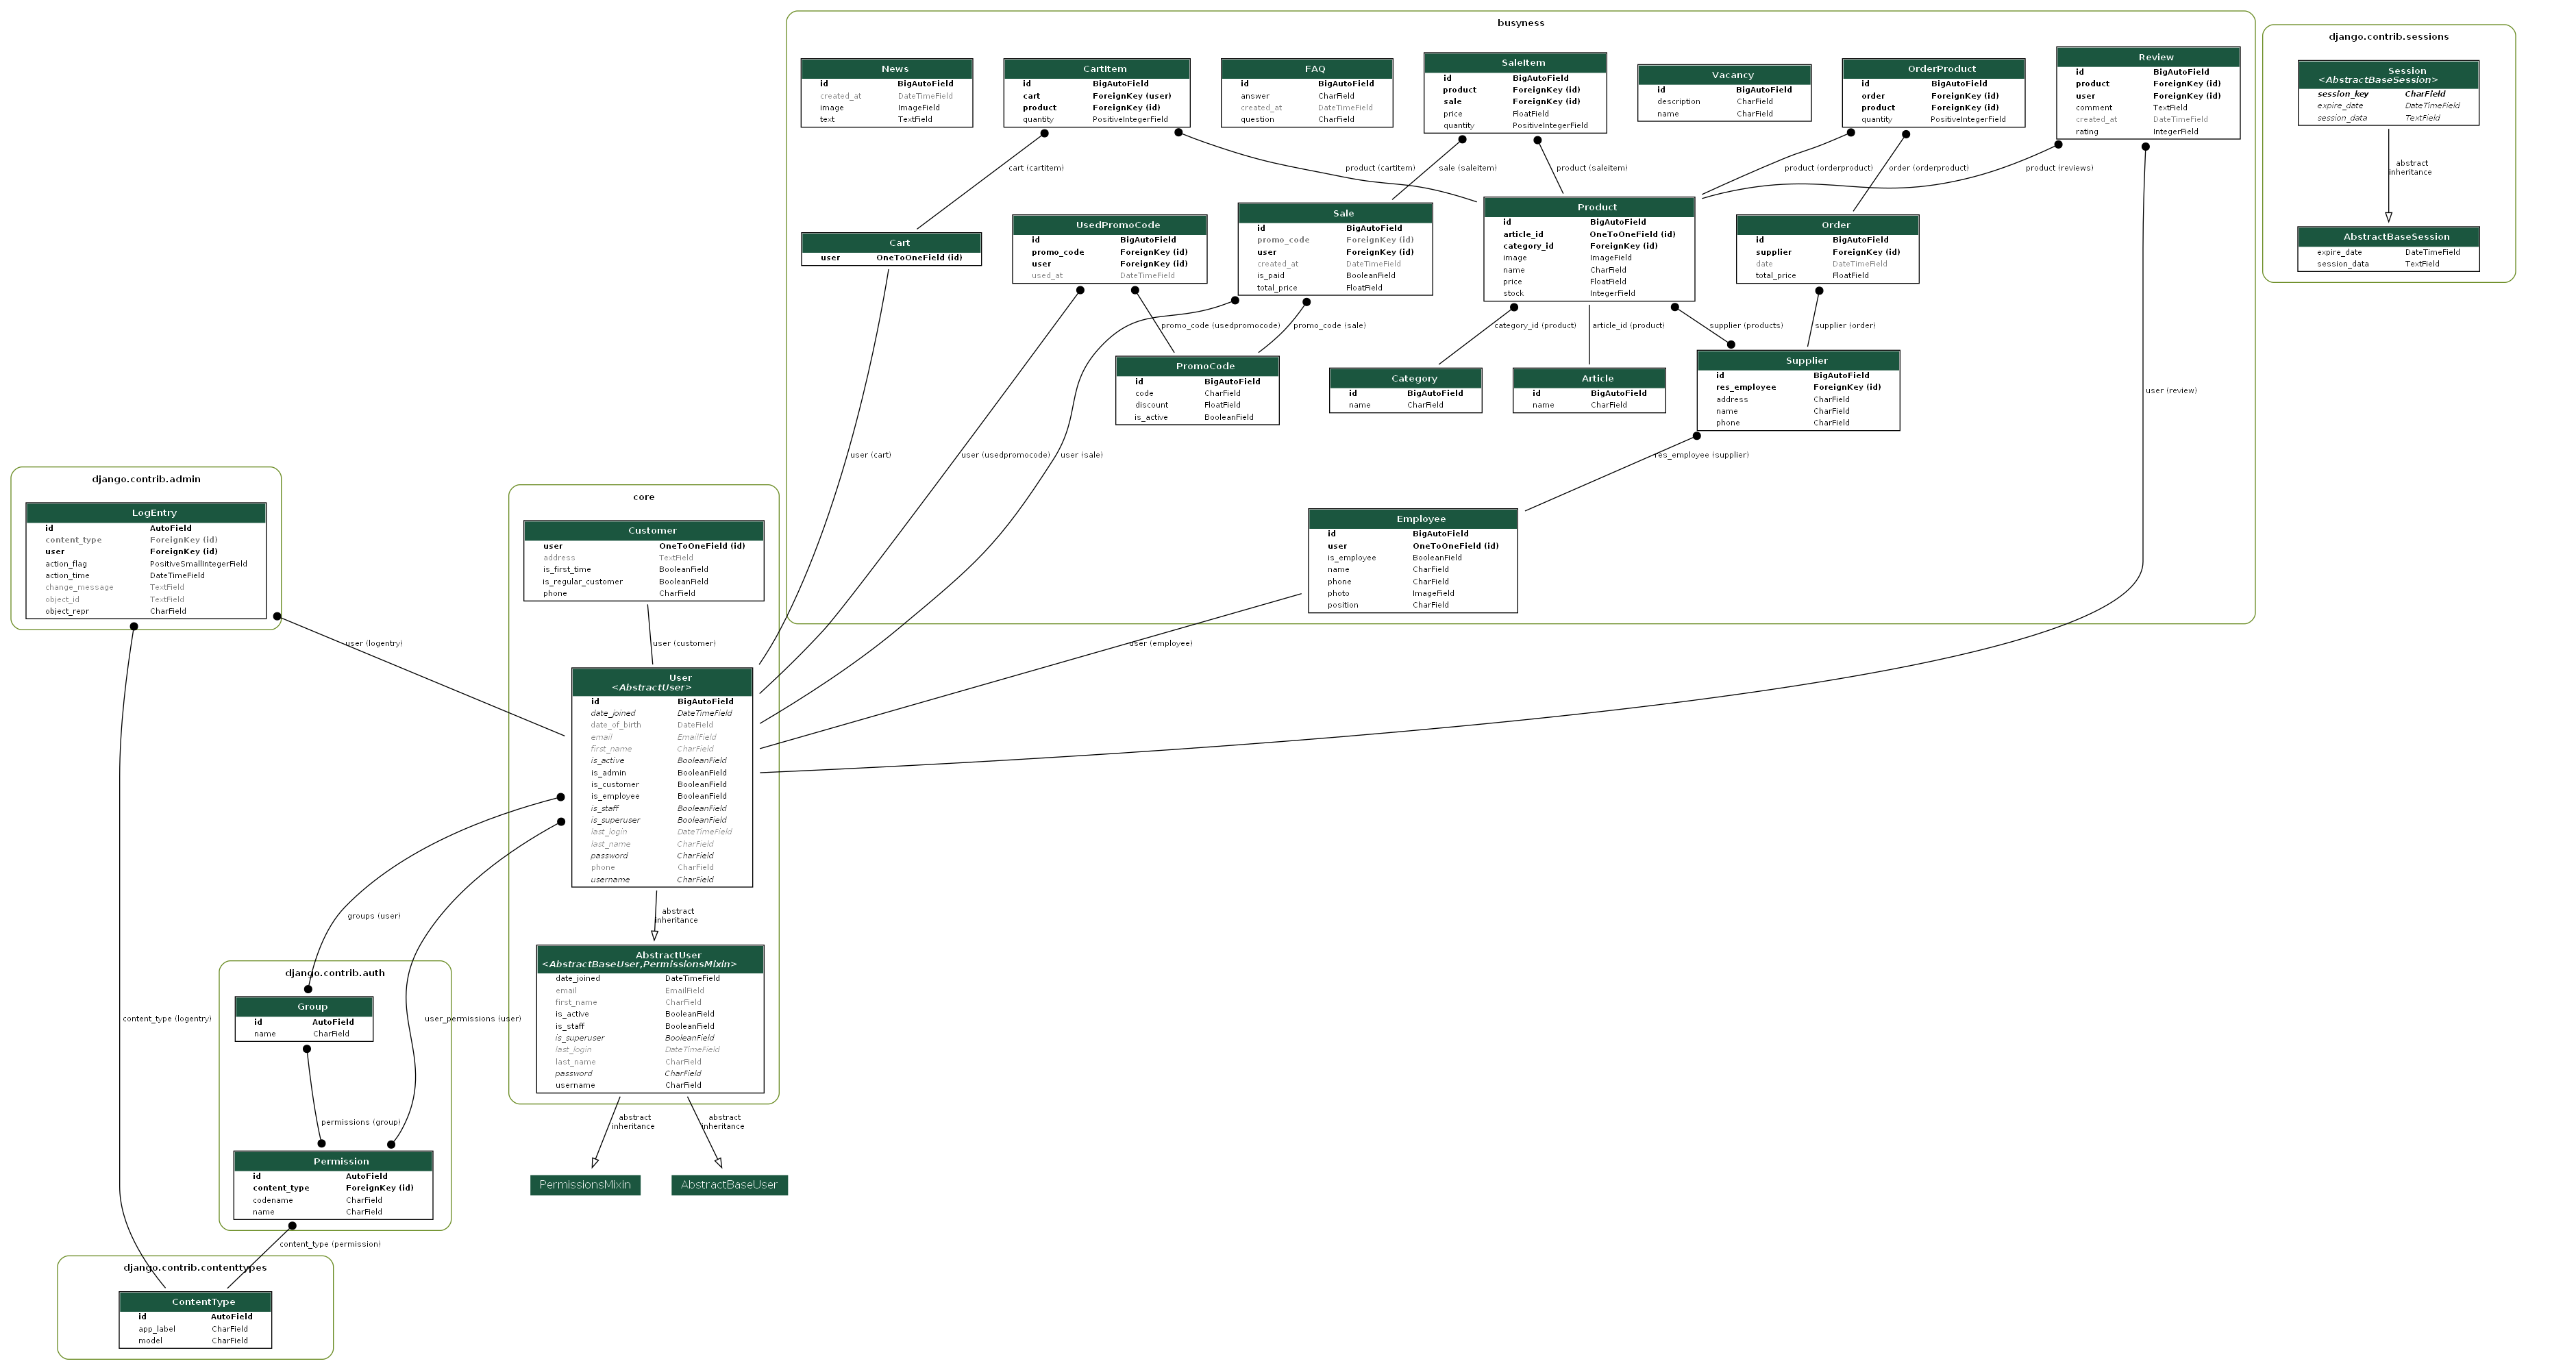 busyness
News
id BigAutoField
created_at DateTimeField
image ImageField
text TextField
CartItem
id BigAutoField
cart ForeignKey (user)
product ForeignKey (id)
quantity PositiveIntegerField
FAQ
id BigAutoField
answer CharField
created_at DateTimeField
question CharField
SaleItem
id BigAutoField
product ForeignKey (id)
sale ForeignKey (id)
price FloatField
quantity PositiveIntegerField
Vacancy
id BigAutoField
description CharField
name CharField
OrderProduct
id BigAutoField
order ForeignKey (id)
product ForeignKey (id)
quantity PositiveIntegerField
Review
id BigAutoField
product ForeignKey (id)
user ForeignKey (id)
comment TextField
created_at DateTimeField
rating IntegerField
cart (cartitem)
product (cartitem)
sale (saleitem)
product (saleitem)
product (orderproduct)
order (orderproduct)
product (reviews)
Cart
user OneToOneField (id)
UsedPromoCode
id BigAutoField
promo_code ForeignKey (id)
user ForeignKey (id)
used_at DateTimeField
Sale
id BigAutoField
promo_code ForeignKey (id)
user ForeignKey (id)
created_at DateTimeField
is_paid BooleanField
total_price FloatField
Product
id BigAutoField
article_id OneToOneField (id)
category_id ForeignKey (id)
image ImageField
name CharField
price FloatField
stock IntegerField
Order
id BigAutoField
supplier ForeignKey (id)
date DateTimeField
total_price FloatField
promo_code (usedpromocode)
promo_code (sale)
category_id (product)
article_id (product)
supplier (products)
supplier (order)
PromoCode
id BigAutoField
code CharField
discount FloatField
is_active BooleanField
Category
id BigAutoField
name CharField
Article
id BigAutoField
name CharField
Supplier
id BigAutoField
res_employee ForeignKey (id)
address CharField
name CharField
phone CharField
user (review)
user (cart)
user (usedpromocode)
user (sale)
res_employee (supplier)
Employee
id BigAutoField
user OneToOneField (id)
is_employee BooleanField
name CharField
phone CharField
photo ImageField
position CharField
django.contrib.sessions
Session
<AbstractBaseSession>
session_key CharField
expire_date DateTimeField
session_data TextField
abstract
inheritance
AbstractBaseSession
expire_date DateTimeField
session_data TextField
django.contrib.admin
LogEntry
id AutoField
content_type ForeignKey (id)
user ForeignKey (id)
action_flag PositiveSmallIntegerField
action_time DateTimeField
change_message TextField
object_id TextField
object_repr CharField
core
Customer
user OneToOneField (id)
address TextField
is_first_time BooleanField
is_regular_customer BooleanField
phone CharField
user (logentry)
user (customer)
user (employee)
User
<AbstractUser>
id BigAutoField
date_joined DateTimeField
date_of_birth DateField
email EmailField
first_name CharField
is_active BooleanField
is_admin BooleanField
is_customer BooleanField
is_employee BooleanField
is_staff BooleanField
is_superuser BooleanField
last_login DateTimeField
last_name CharField
password CharField
phone CharField
username CharField
groups (user)
abstract
inheritance
AbstractUser
<AbstractBaseUser,PermissionsMixin>
date_joined DateTimeField
email EmailField
first_name CharField
is_active BooleanField
is_staff BooleanField
is_superuser BooleanField
last_login DateTimeField
last_name CharField
password CharField
username CharField
django.contrib.auth
Group
id AutoField
name CharField
content_type (logentry)
user_permissions (user)
permissions (group)
abstract
inheritance
abstract
inheritance
PermissionsMixin
AbstractBaseUser
Permission
id AutoField
content_type ForeignKey (id)
codename CharField
name CharField
content_type (permission)
django.contrib.contenttypes
ContentType
id AutoField
app_label CharField
model CharField